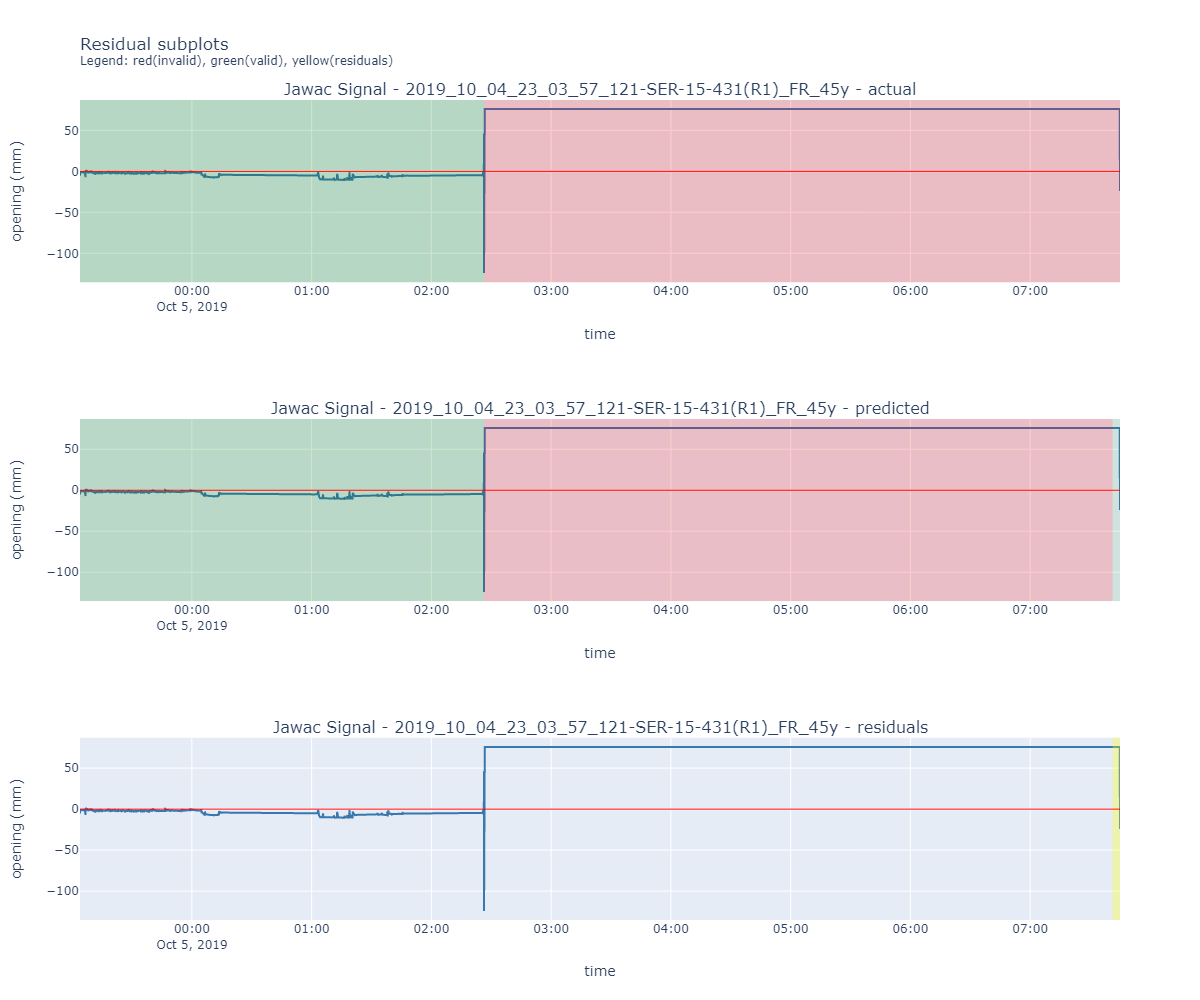 Residual subplots
Legend: red(invalid), green(valid), yellow(residuals)
Jawac Signal - 2019_10_04_23_03_57_121-SER-15-431(R1)_FR_45y - actual
opening (mm)
50
0
−50
−100
00:00 01:00 02:00 03:00 04:00 05:00 06:00 07:00
Oct 5, 2019
time
Jawac Signal - 2019_10_04_23_03_57_121-SER-15-431(R1)_FR_45y - predicted
opening (mm)
50
0
−50
−100
00:00 01:00 02:00 03:00 04:00 05:00 06:00 07:00
Oct 5, 2019
time
Jawac Signal - 2019_10_04_23_03_57_121-SER-15-431(R1)_FR_45y - residuals
opening (mm)
50
0
−50
−100
00:00 01:00 02:00 03:00 04:00 05:00 06:00 07:00
Oct 5, 2019
time